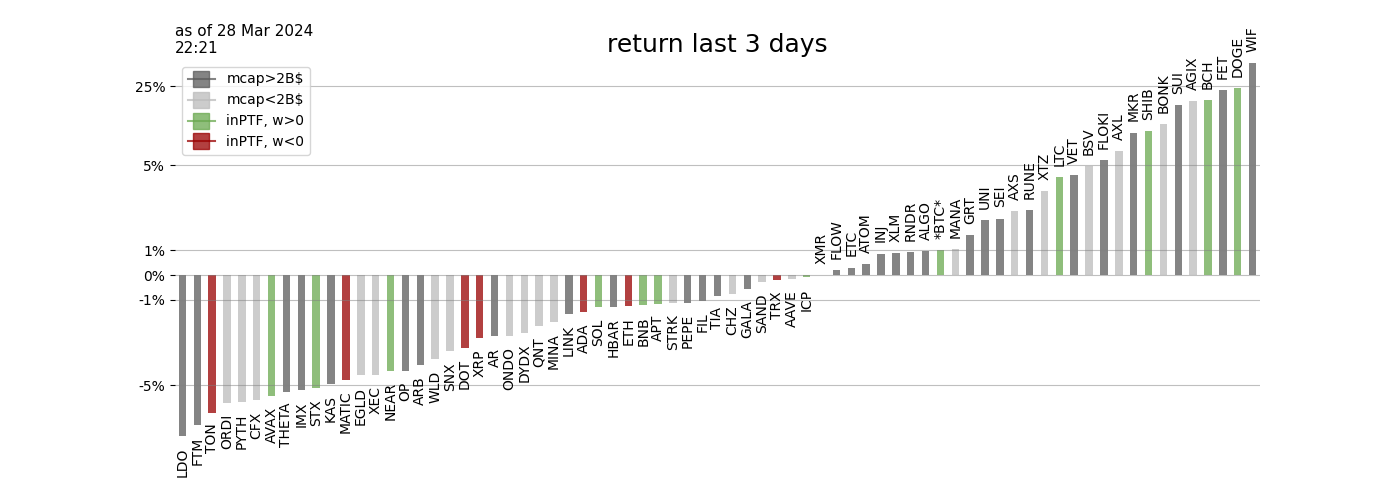 as of 28 Mar 2024
22:21
return last 3 days
mcap>2B$
mcap<2B$
inPTF, w>0
inPTF, w<0
25%
5%
1%
0%
-1%
-5%
LDO
FTM
TON
ORDI
PYTH
CFX
AVAX
THETA
IMX
STX
KAS
MATIC
EGLD
XEC
NEAR
OP
ARB
WLD
SNX
DOT
XRP
AR
ONDO
DYDX
QNT
MINA
LINK
ADA
SOL
HBAR
ETH
BNB
APT
STRK
PEPE
FIL
TIA
CHZ
GALA
SAND
TRX
AAVE
ICP
XMR
FLOW
ETC
ATOM
INJ
XLM
RNDR
ALGO
*BTC*
MANA
GRT
UNI
SEI
AXS
RUNE
XTZ
LTC
VET
BSV
FLOKI
AXL
MKR
SHIB
BONK
SUI
AGIX
BCH
FET
DOGE
WIF